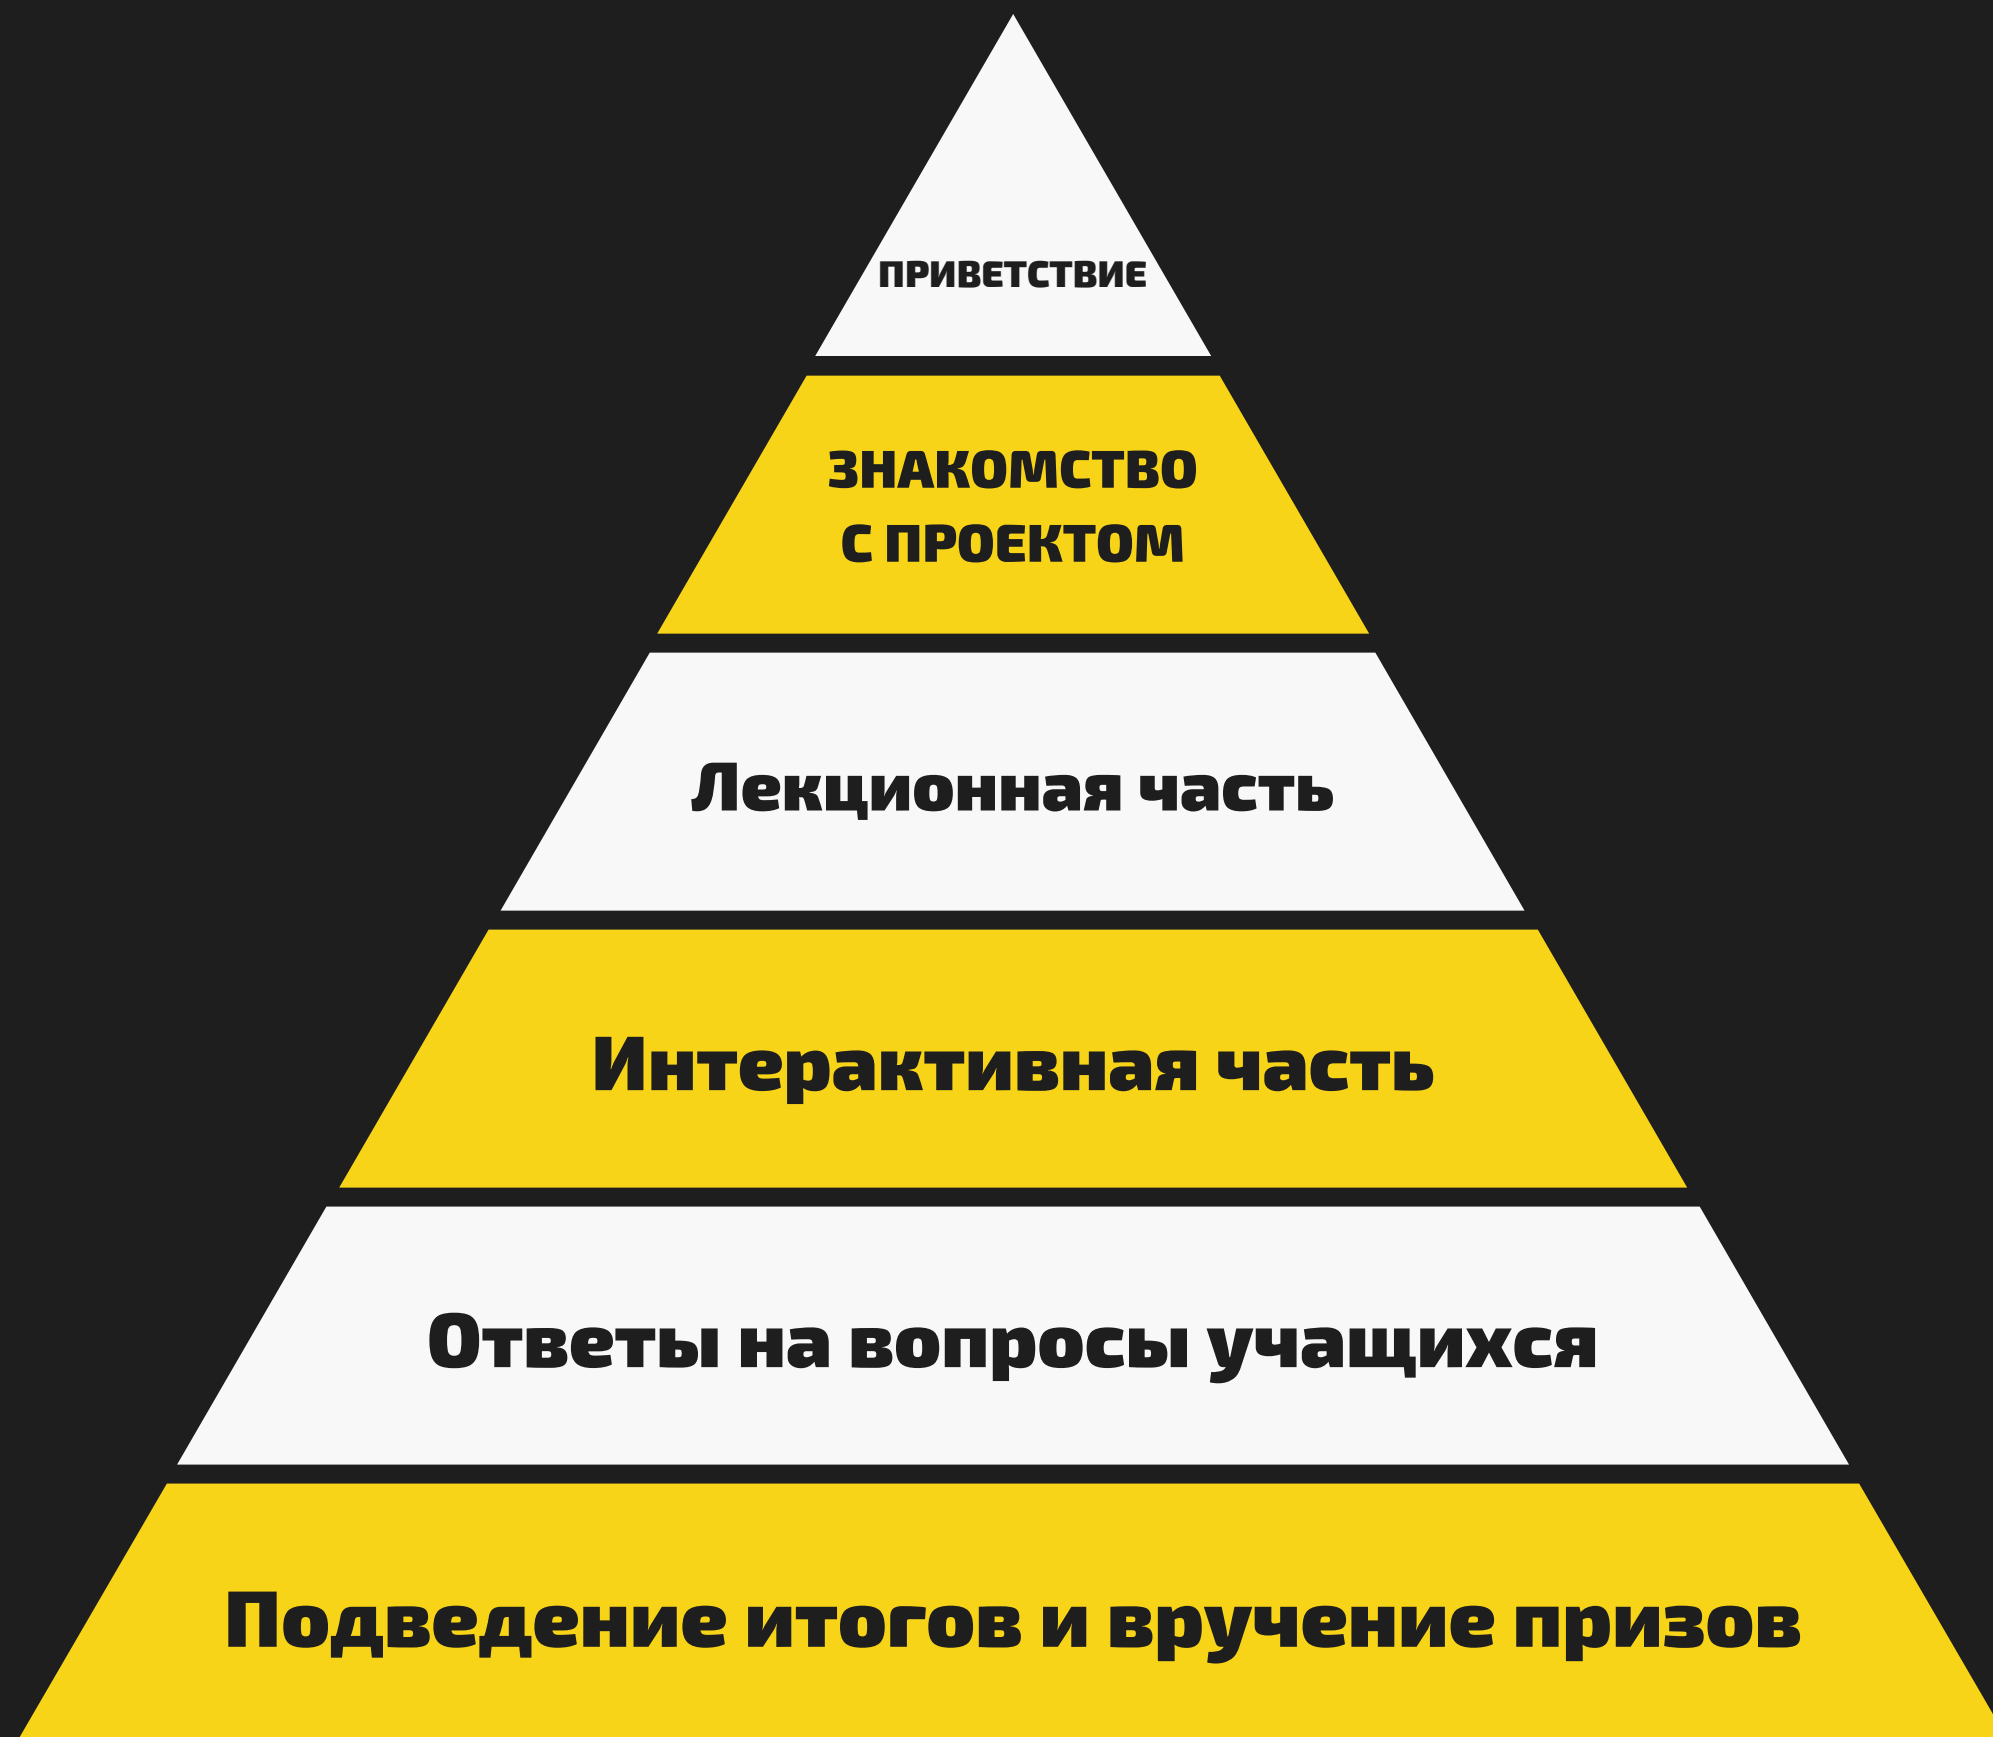 ПРИВЕТСТВИЕ
ЗНАКОМСТВО
С ПРОЕКТОМ
Лекционная часть
Интерактивная часть
Ответы на вопросы учащихся
Подведение итогов и вручение призов